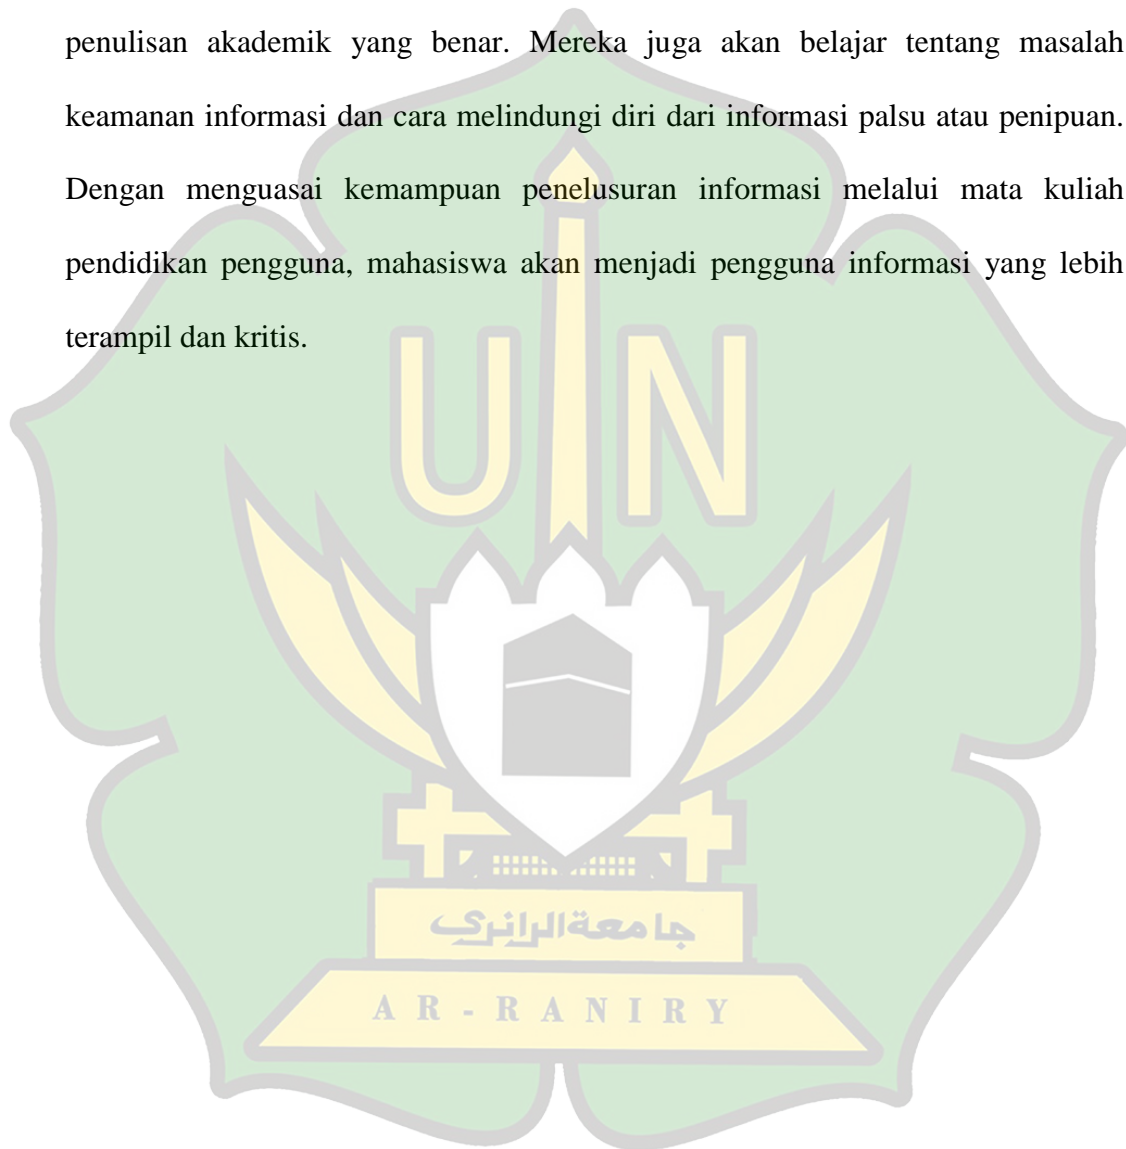 penulisan akademik yang benar. Mereka juga akan belajar tentang masalah
keamanan informasi dan cara melindungi diri dari informasi palsu atau penipuan.
Dengan menguasai kemampuan penelusuran informasi melalui mata kuliah
pendidikan pengguna, mahasiswa akan menjadi pengguna informasi yang lebih
terampil dan kritis.
UIN
جامعةالرانري
AR-RANIRY